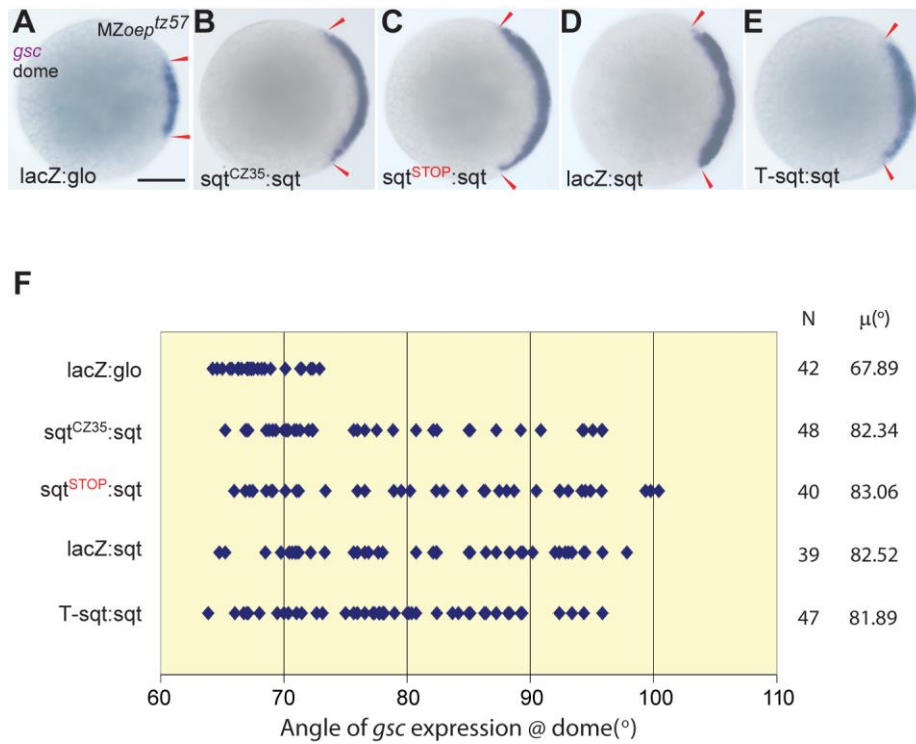 A
MZoep^tz57
gsc
dome
lacZ:glo
B
sqt^CZ35:sqt
C
sqt^STOP:sqt
D
lacZ:sqt
E
T-sqt:sqt
F
N μ(°)
lacZ:glo 42 67.89
sqt^CZ35:sqt 48 82.34
sqt^STOP:sqt 40 83.06
lacZ:sqt 39 82.52
T-sqt:sqt 47 81.89
60 70 80 90 100 110
Angle of gsc expression @ dome(°)